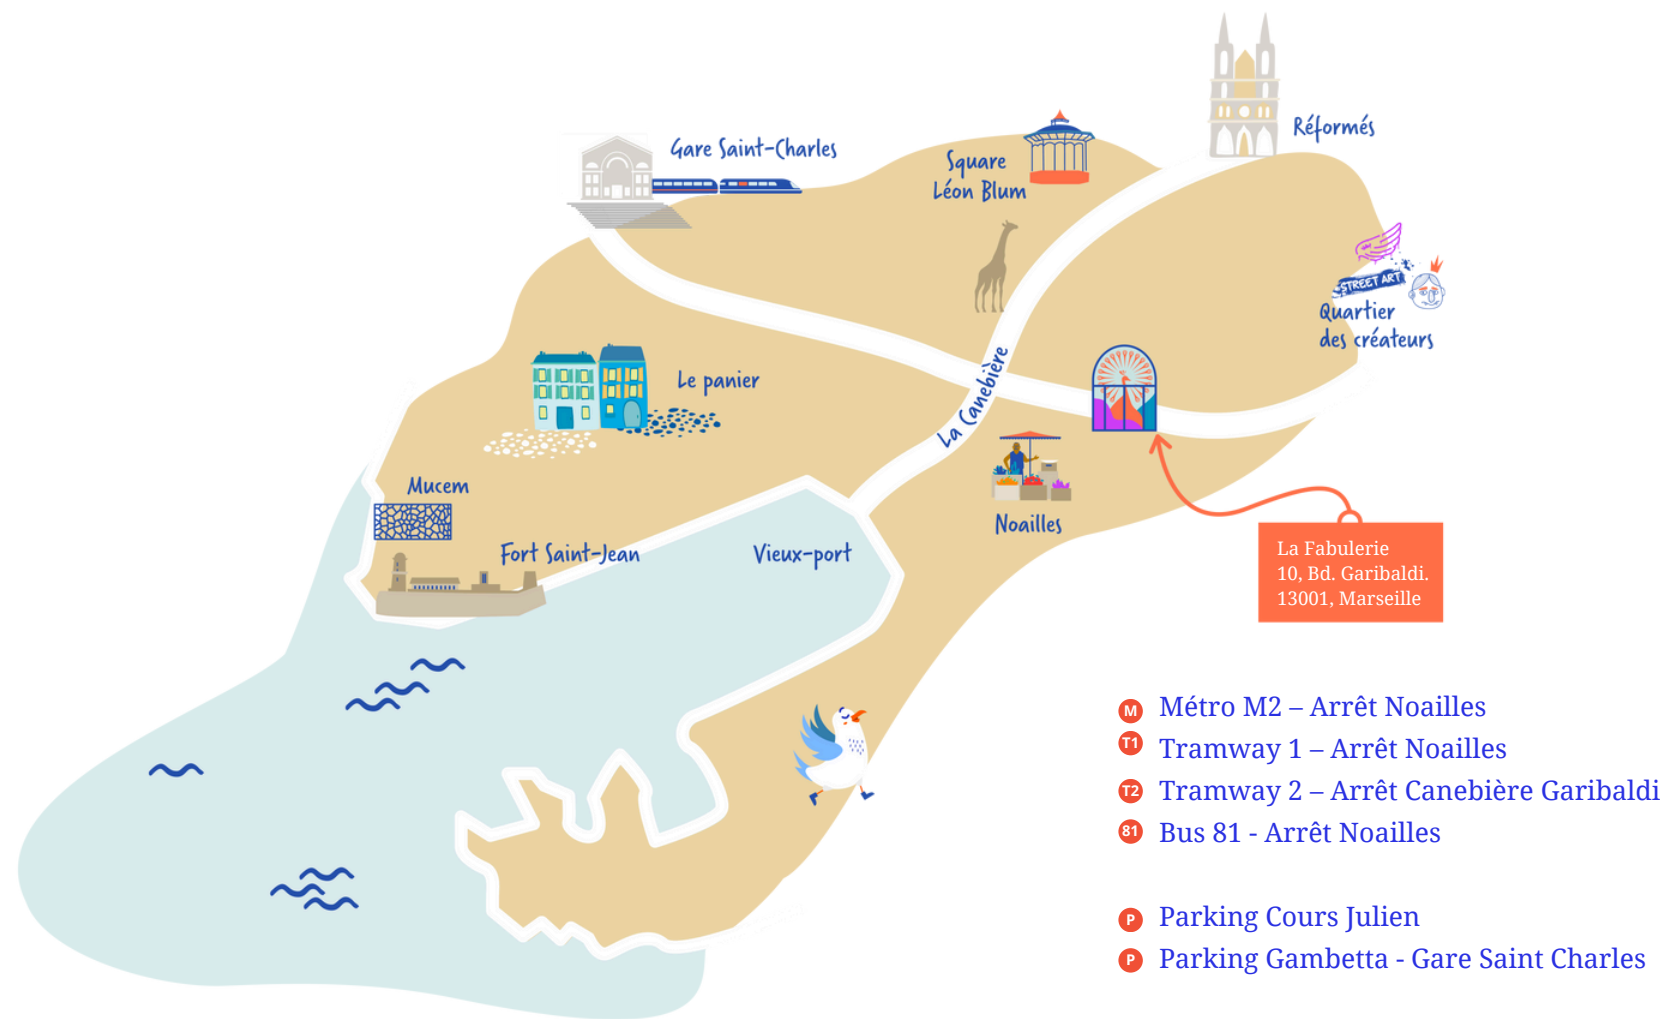 Réformés
Gare Saint-Charles
Square
Léon Blum
STREET ART
Quartier
des créateurs
La Canebière
Le panier
Mucem
Noailles
Fort Saint-Jean
Vieux-port
La Fabulerie
10, Bd. Garibaldi.
13001, Marseille
M Métro M2 – Arrêt Noailles
T1 Tramway 1 – Arrêt Noailles
T2 Tramway 2 – Arrêt Canebière Garibaldi
81 Bus 81 - Arrêt Noailles
P Parking Cours Julien
P Parking Gambetta - Gare Saint Charles